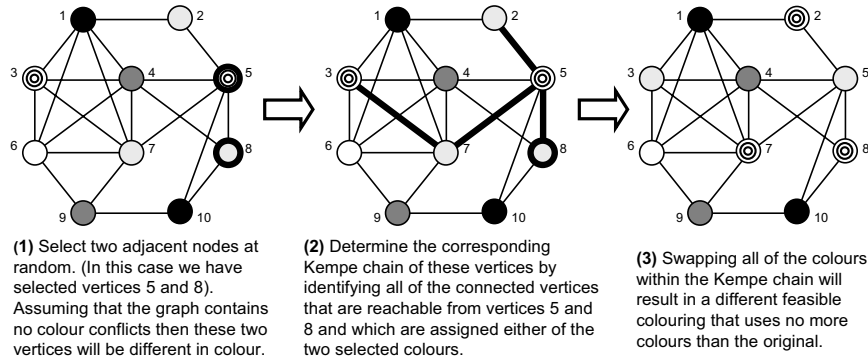 1
2
3
4
5
6
7
8
9
10
1
2
3
4
5
6
7
8
9
10
1
2
3
4
5
6
7
8
9
10
(1) Select two adjacent nodes at
random. (In this case we have
selected vertices 5 and 8).
Assuming that the graph contains
no colour conflicts then these two
vertices will be different in colour.
(2) Determine the corresponding
Kempe chain of these vertices by
identifying all of the connected vertices
that are reachable from vertices 5 and
8 and which are assigned either of the
two selected colours.
(3) Swapping all of the colours
within the Kempe chain will
result in a different feasible
colouring that uses no more
colours than the original.